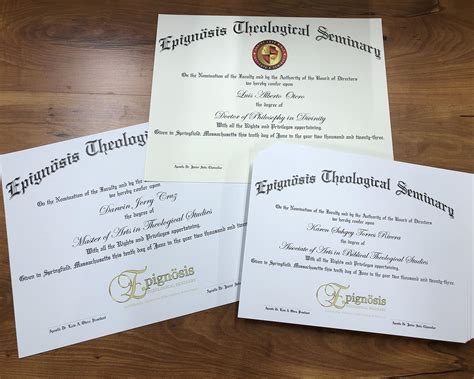 Epignōsis Theological Seminary
On the Nomination of the Faculty and by the Authority of the Board of Directors
we hereby confer upon
Luis Alberto Otero
the degree of
Doctor of Philosophy in Divinity
With all the Rights and Privileges appertaining.
Given in Springfield, Massachusetts this tenth day of June in the year two thousand and twenty-three.
Epignōsis Theological
On the Nomination of the Faculty and by the
we hereby confer upon
Darwin Jerry Cruz
the degree of
Master of Arts in Theological Studies
With all the Rights and Privileges appertaining.
Given in Springfield, Massachusetts this tenth day of June in the year two thousand
Epignōsis
Epignōsis Theological Seminary
On the Nomination of the Faculty and by the Authority of the Board of Directors
we hereby confer upon
Karen Torres Rivera
the degree of
Associate of Arts in Biblical Theological Studies
With all the Rights and Privileges appertaining.
Given in Springfield, Massachusetts this tenth day of June in the year two thousand and twenty-three.
Epignōsis